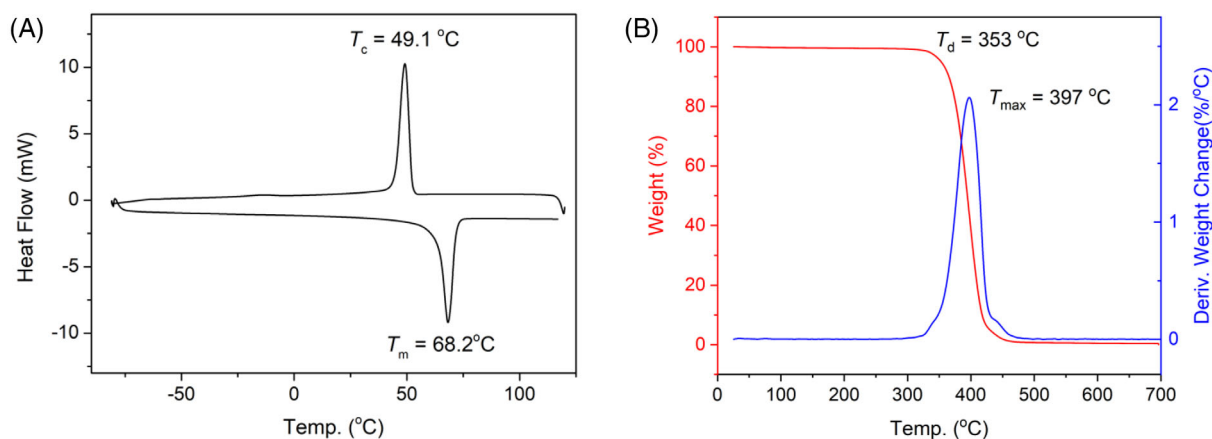 (A)
Tc = 49.1 °C
10
5
0
-5
-10
Heat Flow (mW)
Tm = 68.2°C
-50
0
50
100
Temp. (°C)
(B)
Td = 353 °C
Tmax = 397 °C
100
80
60
40
20
0
Weight (%)
2
1
0
Deriv. Weight Change(%/°C)
0
100
200
300
400
500
600
700
Temp. (°C)